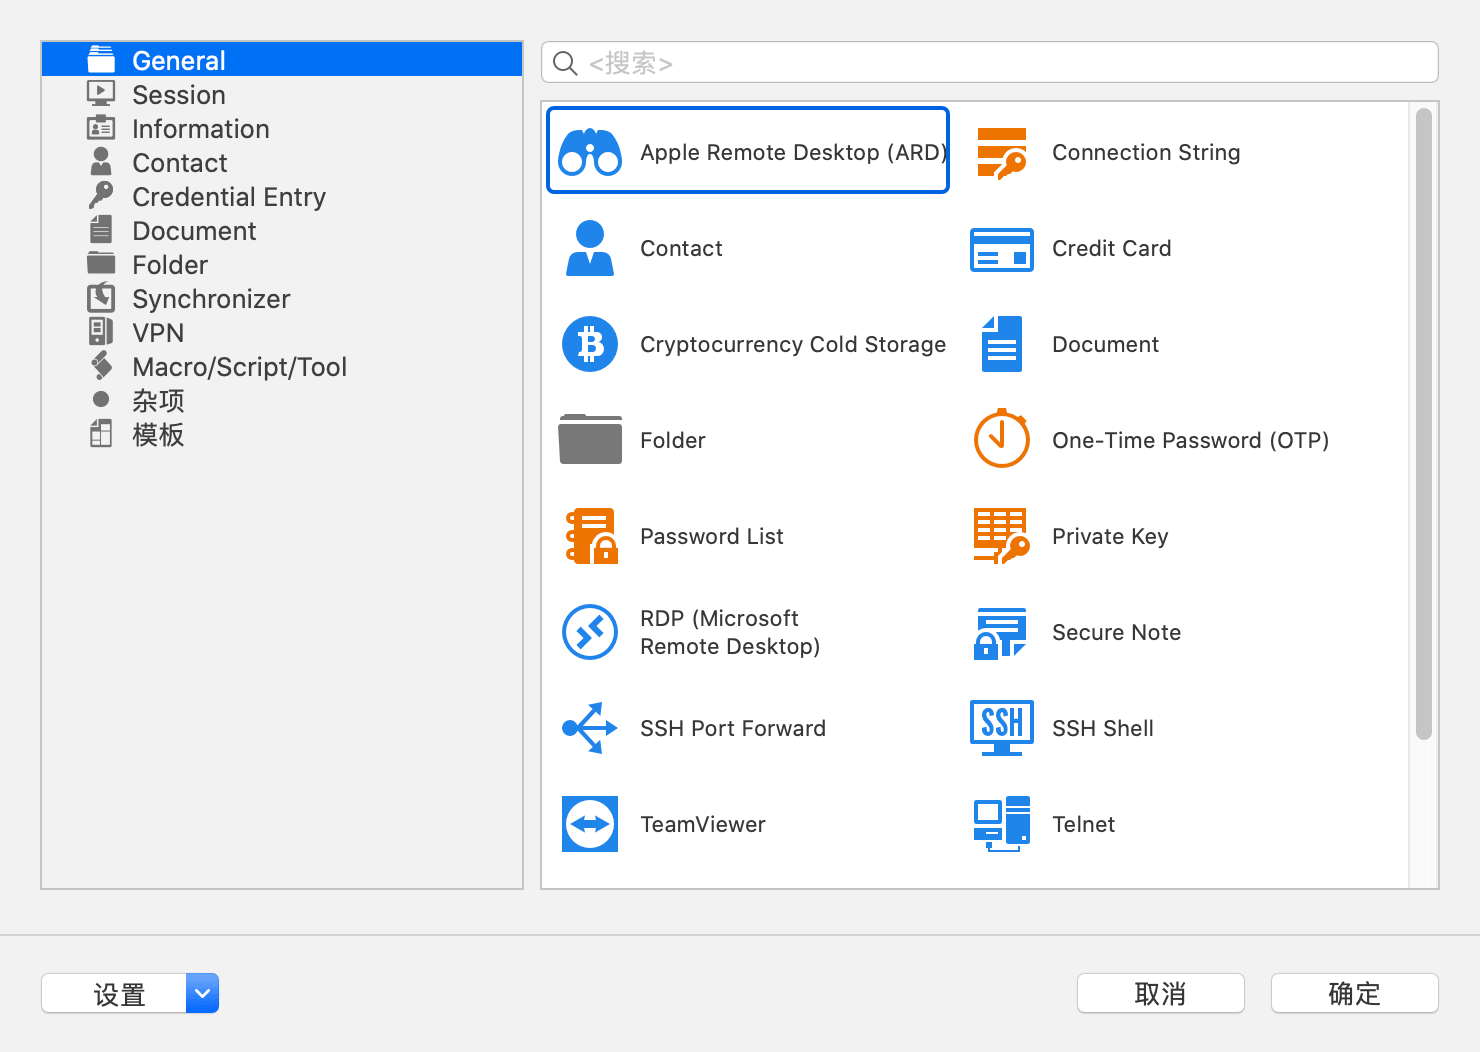 General
Session
Information
Contact
Credential Entry
Document
Folder
Synchronizer
VPN
Macro/Script/Tool
杂项
模板
<搜索>
Apple Remote Desktop (ARD)
Connection String
Contact
Credit Card
Cryptocurrency Cold Storage
Document
Folder
One-Time Password (OTP)
Password List
Private Key
RDP (Microsoft
Remote Desktop)
Secure Note
SSH Port Forward
SSH
SSH Shell
TeamViewer
Telnet
设置
取消
确定